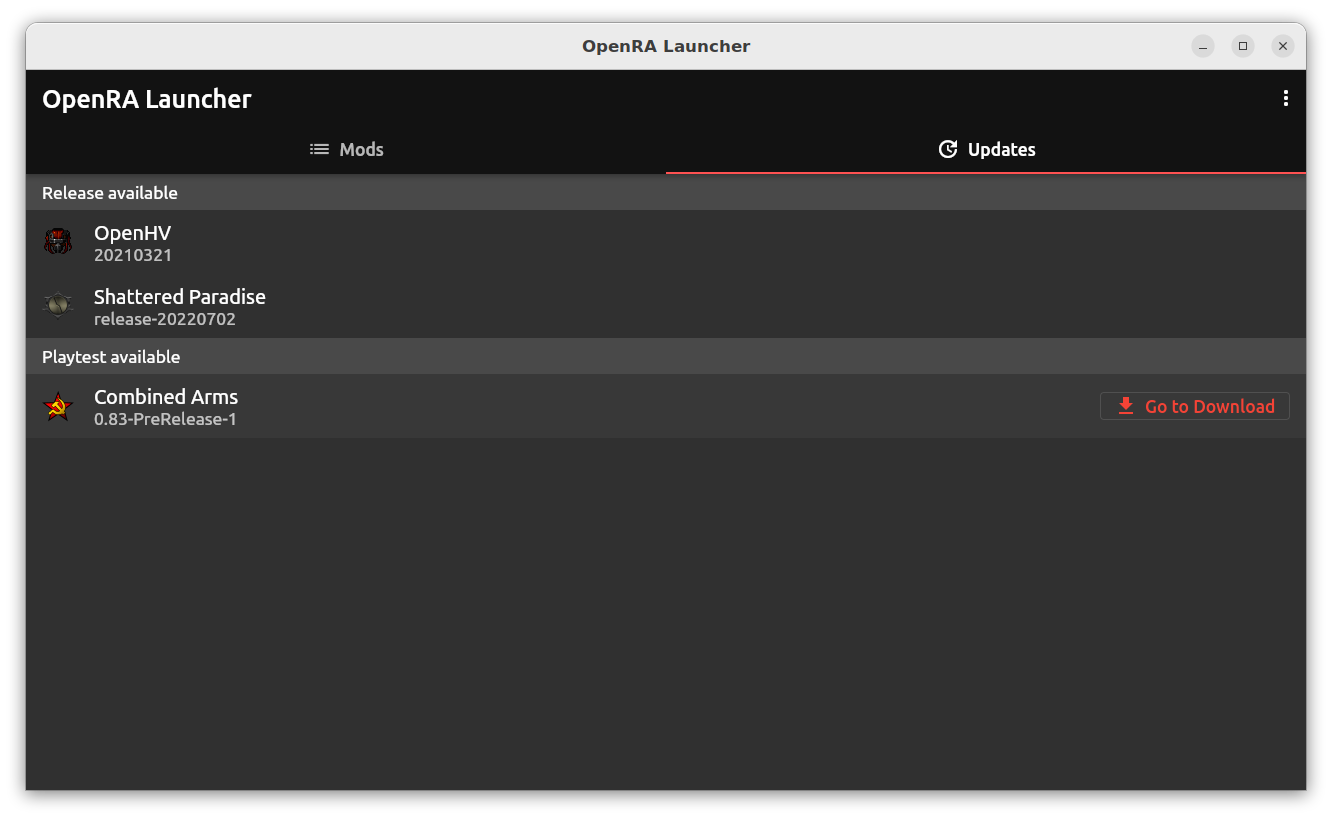 OpenRA Launcher
OpenRA Launcher
Mods
Updates
Release available
OpenHV
20210321
Shattered Paradise
release-20220702
Playtest available
Combined Arms
0.83-PreRelease-1
Go to Download